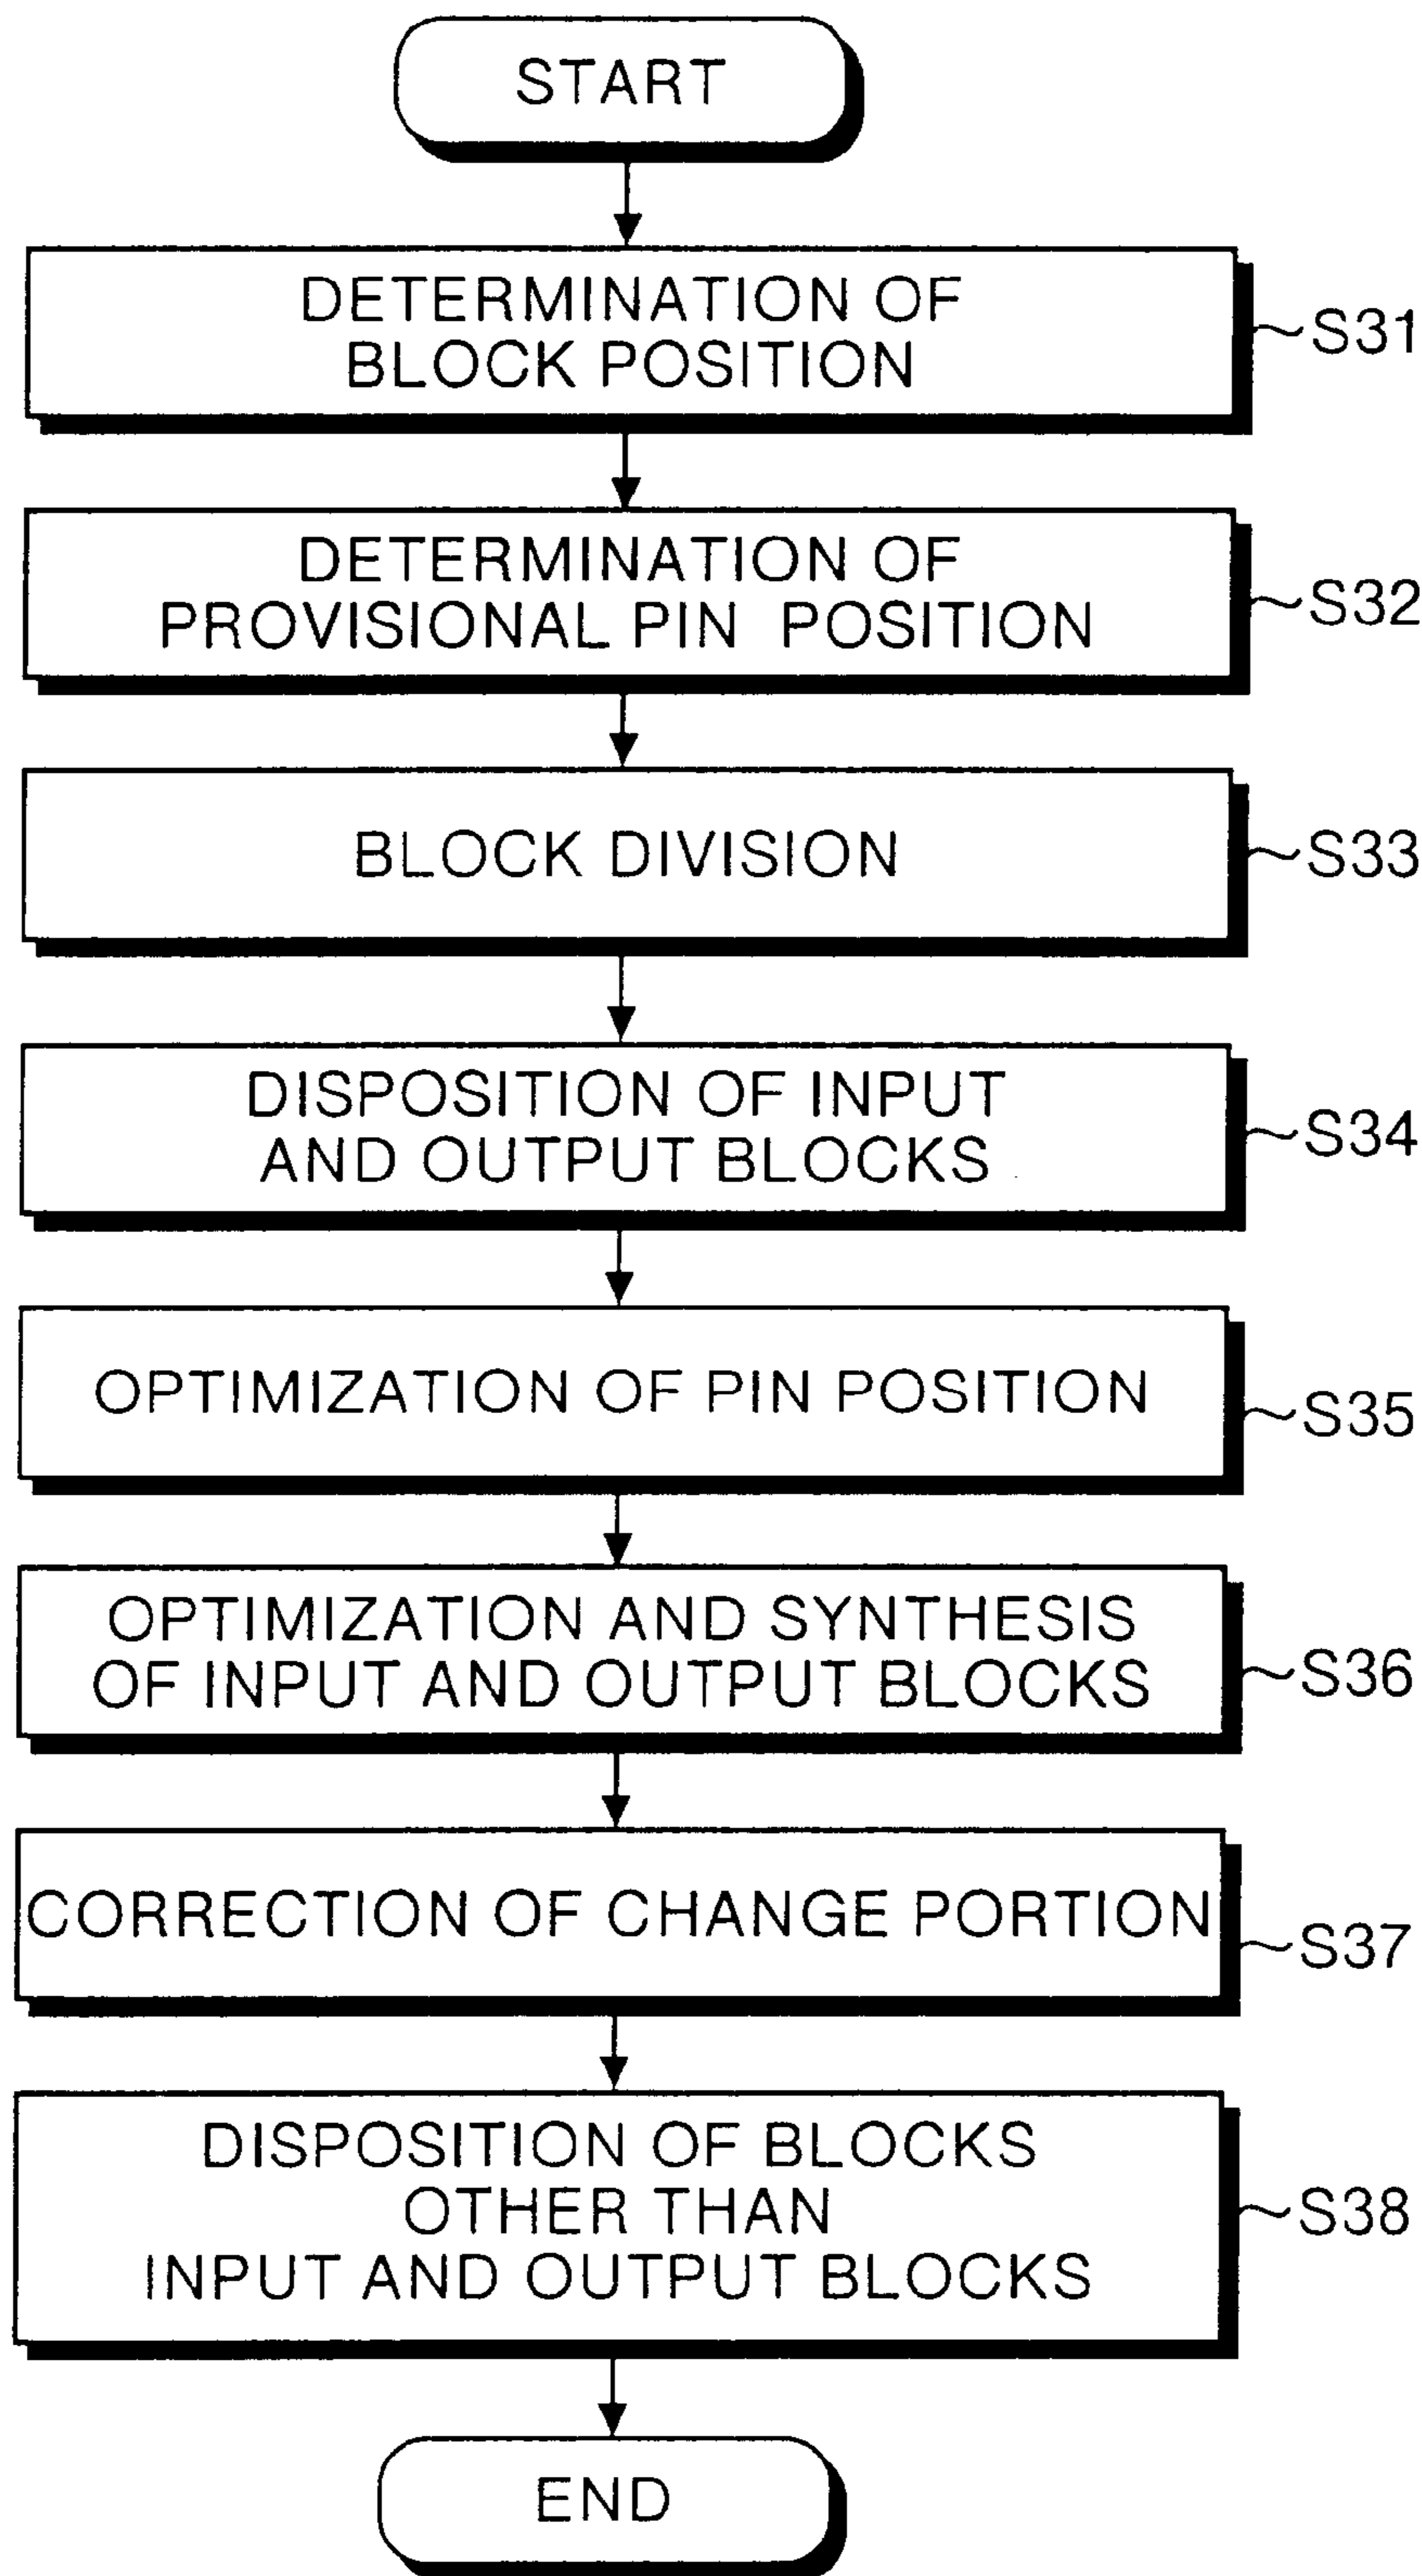 START
DETERMINATION OF
BLOCK POSITION
S31
DETERMINATION OF
PROVISIONAL PIN POSITION
S32
BLOCK DIVISION
S33
DISPOSITION OF INPUT
AND OUTPUT BLOCKS
S34
OPTIMIZATION OF PIN POSITION
S35
OPTIMIZATION AND SYNTHESIS
OF INPUT AND OUTPUT BLOCKS
S36
CORRECTION OF CHANGE PORTION
S37
DISPOSITION OF BLOCKS
OTHER THAN
INPUT AND OUTPUT BLOCKS
S38
END